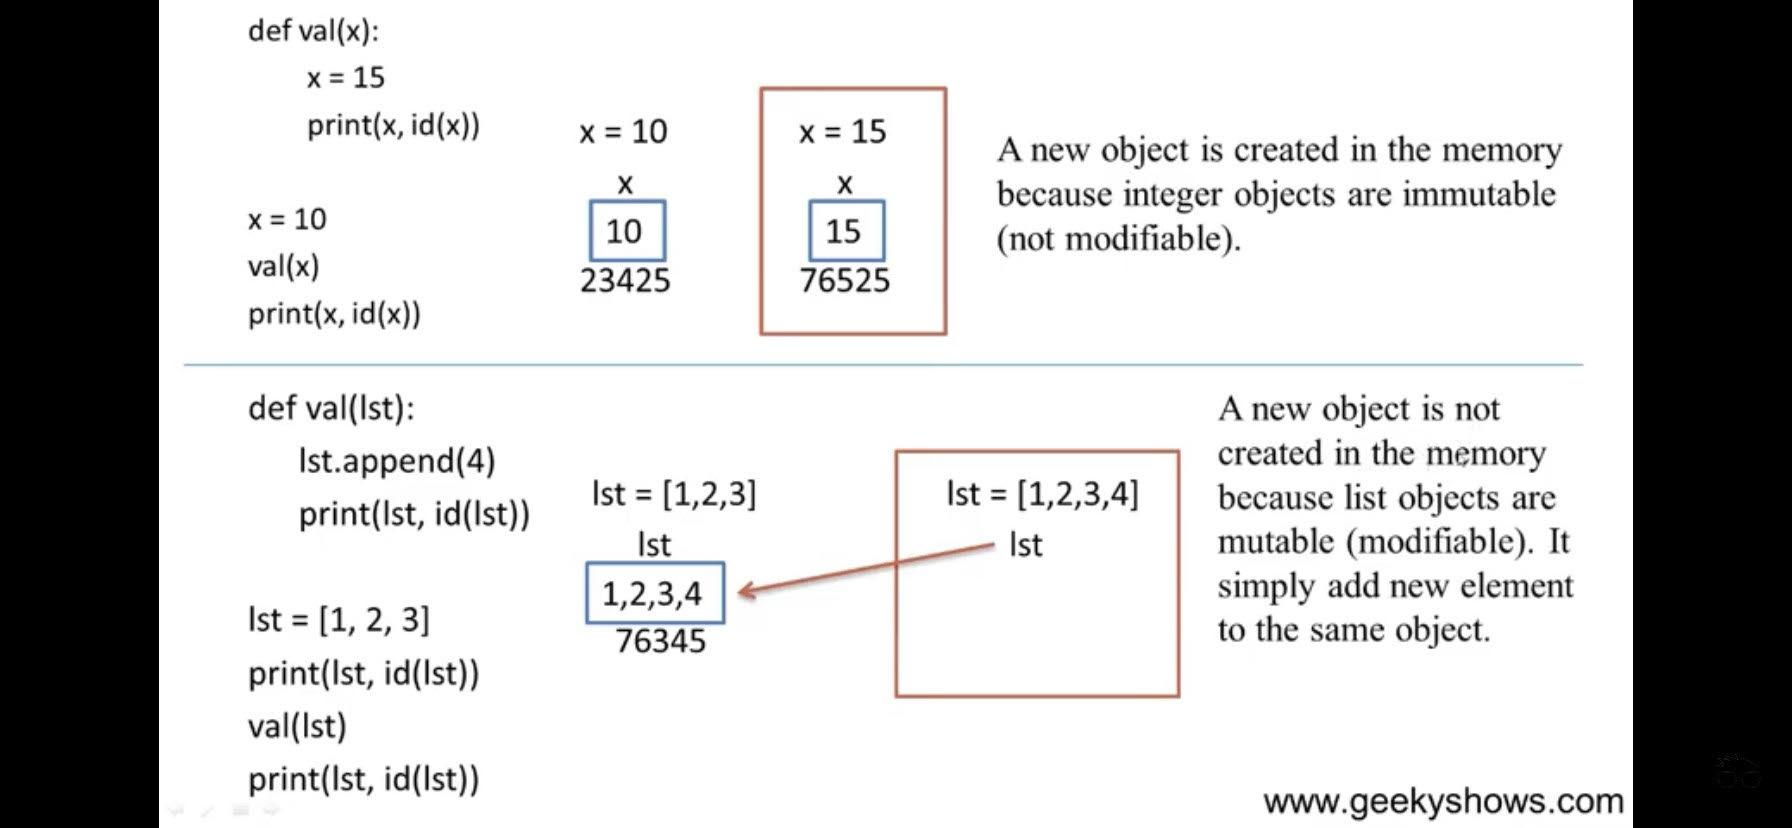 def val(x):
x = 15
print(x, id(x))
x = 10
val(x)
print(x, id(x))
x = 10
x
10
23425
x = 15
x
15
76525
A new object is created in the memory
because integer objects are immutable
(not modifiable).
def val(lst):
lst.append(4)
print(lst, id(lst))
lst = [1, 2, 3]
print(lst, id(lst))
val(lst)
print(lst, id(lst))
lst = [1,2,3]
lst
1,2,3,4
76345
lst = [1,2,3,4]
lst
A new object is not
created in the memory
because list objects are
mutable (modifiable). It
simply add new element
to the same object.
www.geekyshows.com